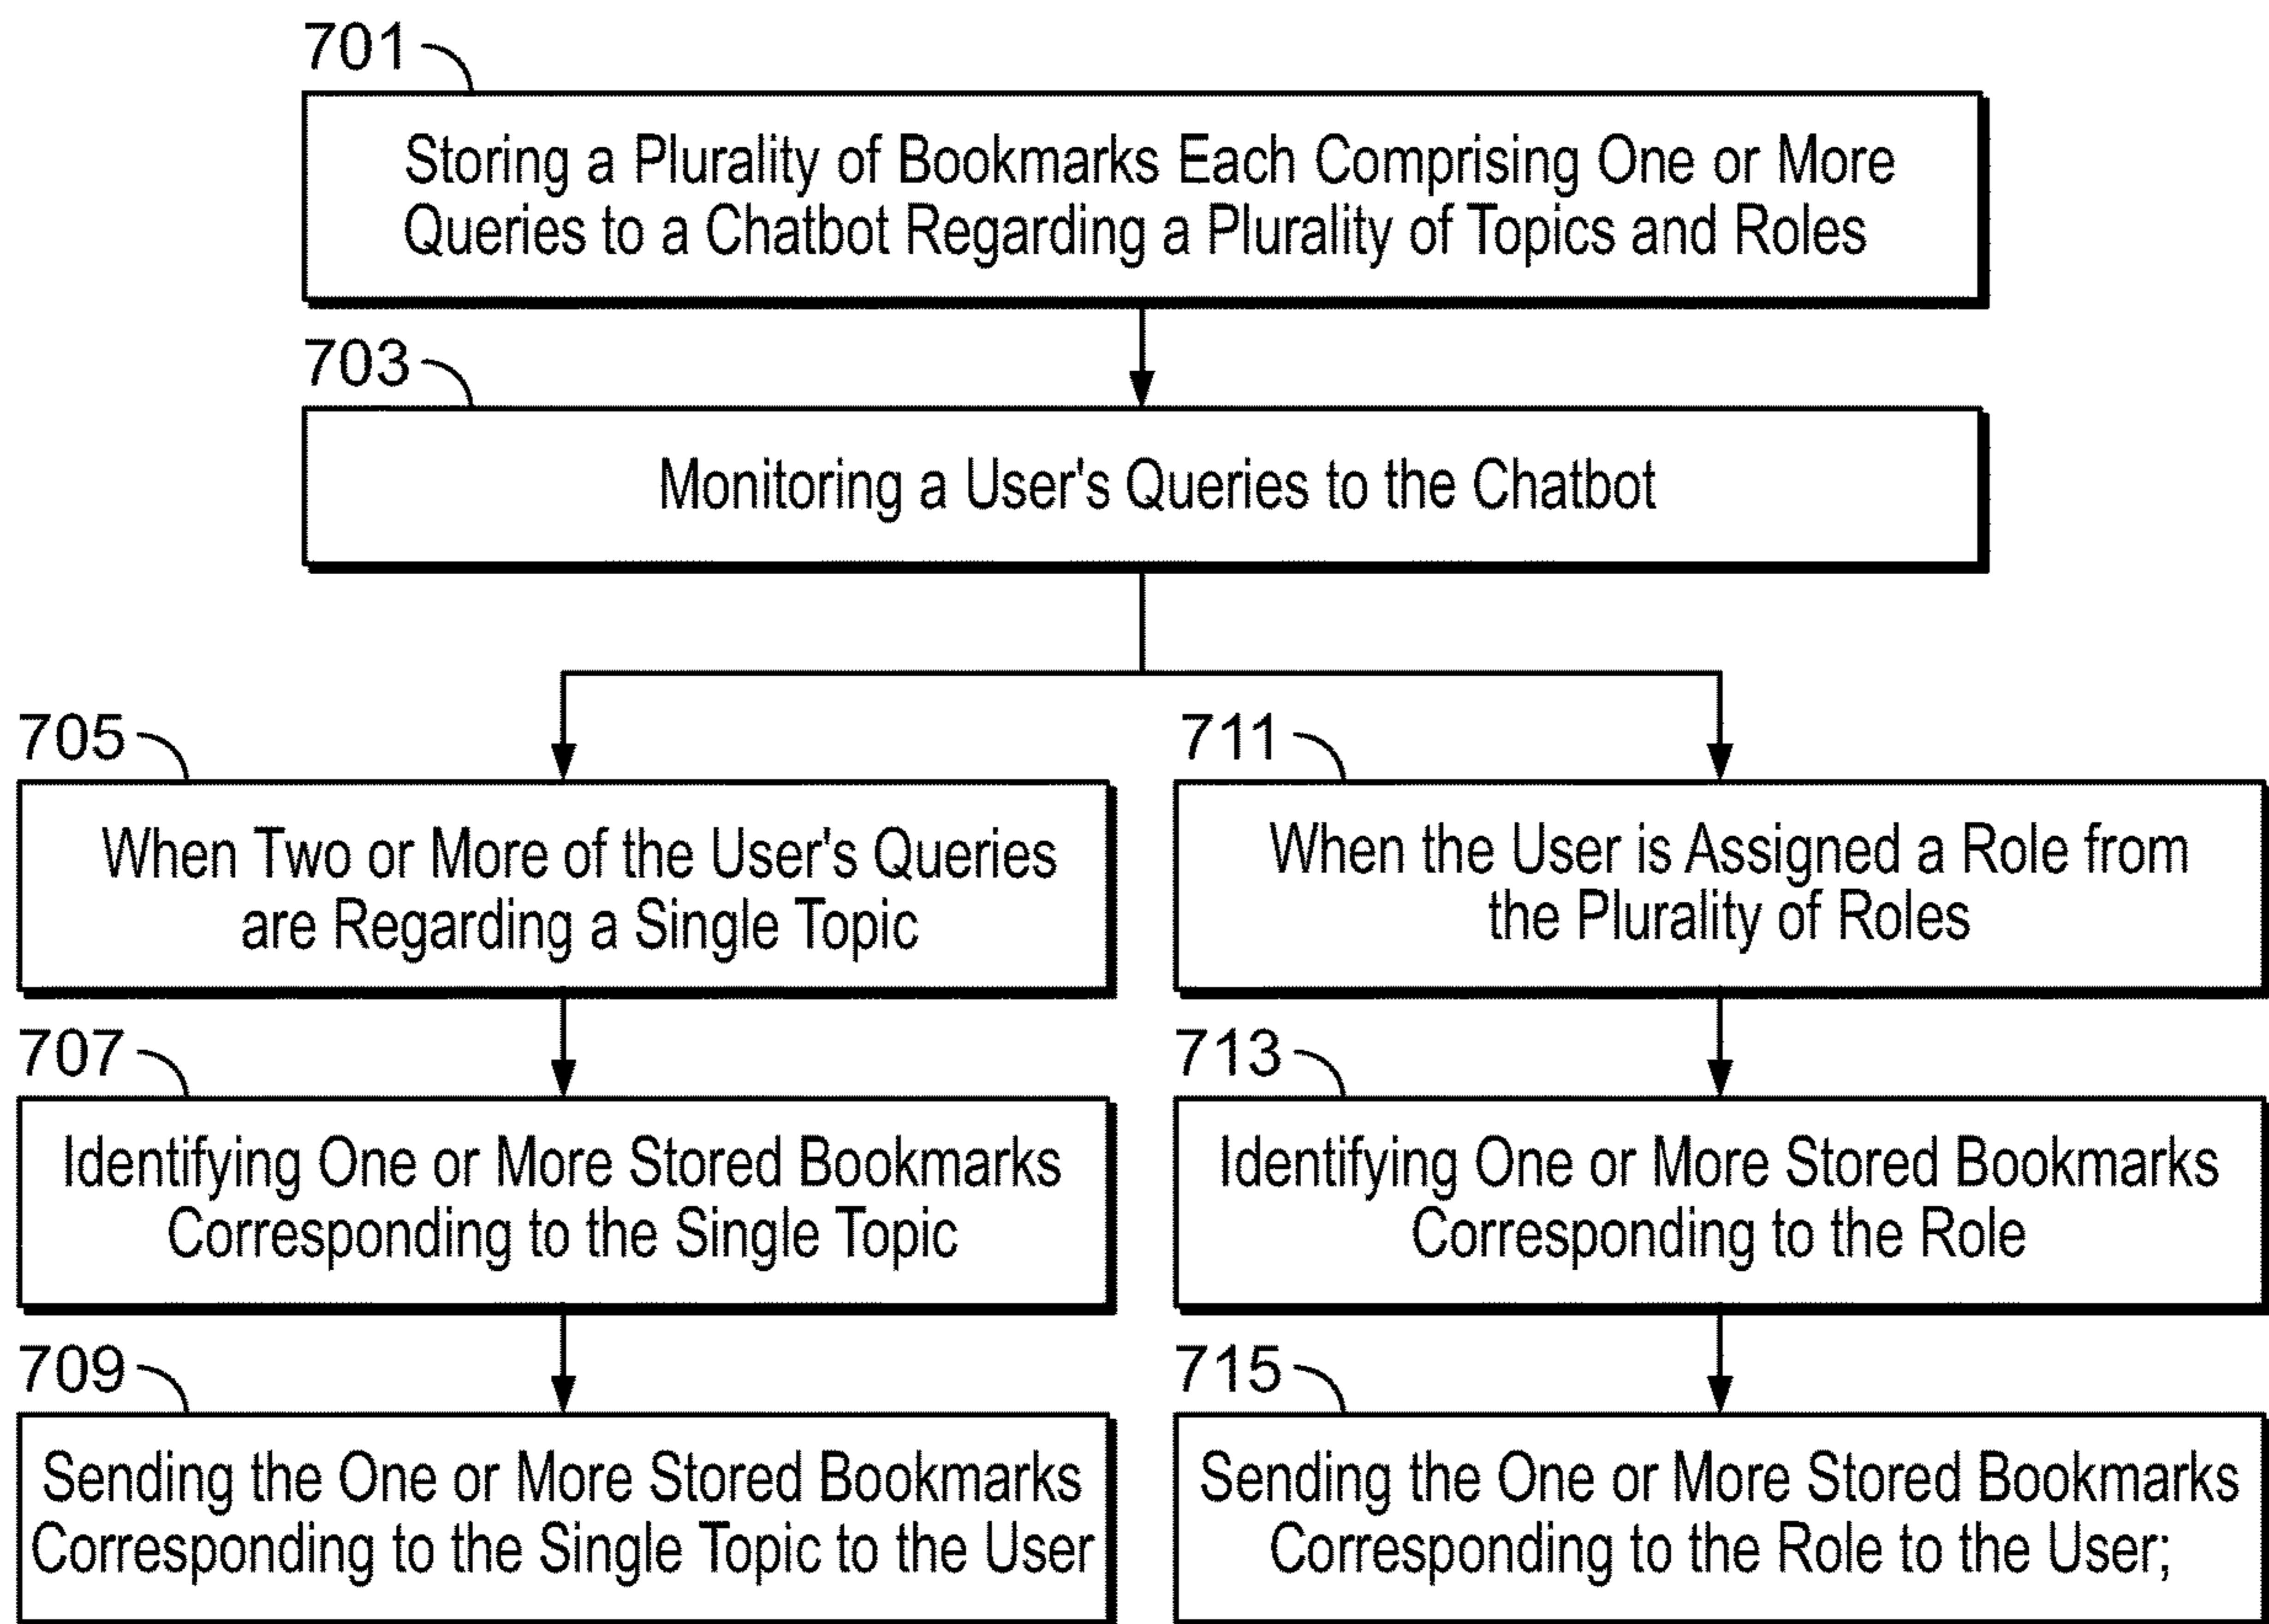 701
Storing a Plurality of Bookmarks Each Comprising One or More
Queries to a Chatbot Regarding a Plurality of Topics and Roles
703
Monitoring a User's Queries to the Chatbot
705
When Two or More of the User's Queries
are Regarding a Single Topic
707
Identifying One or More Stored Bookmarks
Corresponding to the Single Topic
709
Sending the One or More Stored Bookmarks
Corresponding to the Single Topic to the User
711
When the User is Assigned a Role from
the Plurality of Roles
713
Identifying One or More Stored Bookmarks
Corresponding to the Role
715
Sending the One or More Stored Bookmarks
Corresponding to the Role to the User;